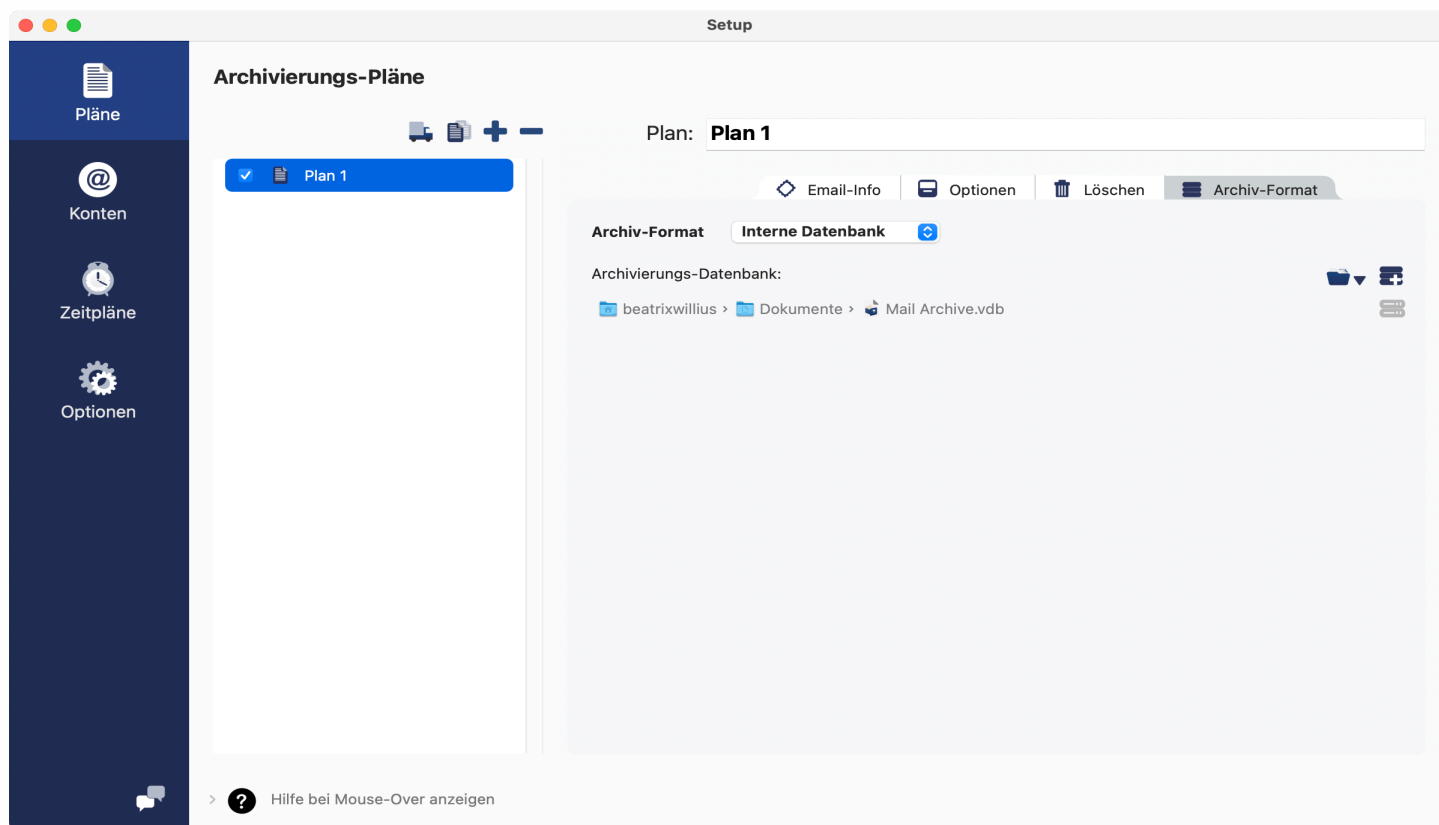 Setup
Pläne
Konten
Zeitpläne
Optionen
Archivierungs-Pläne
Plan 1
Plan: Plan 1
Email-Info Optionen Löschen Archiv-Format
Archiv-Format Interne Datenbank
Archivierungs-Datenbank:
beatrixwillius › Dokumente › Mail Archive.vdb
? Hilfe bei Mouse-Over anzeigen